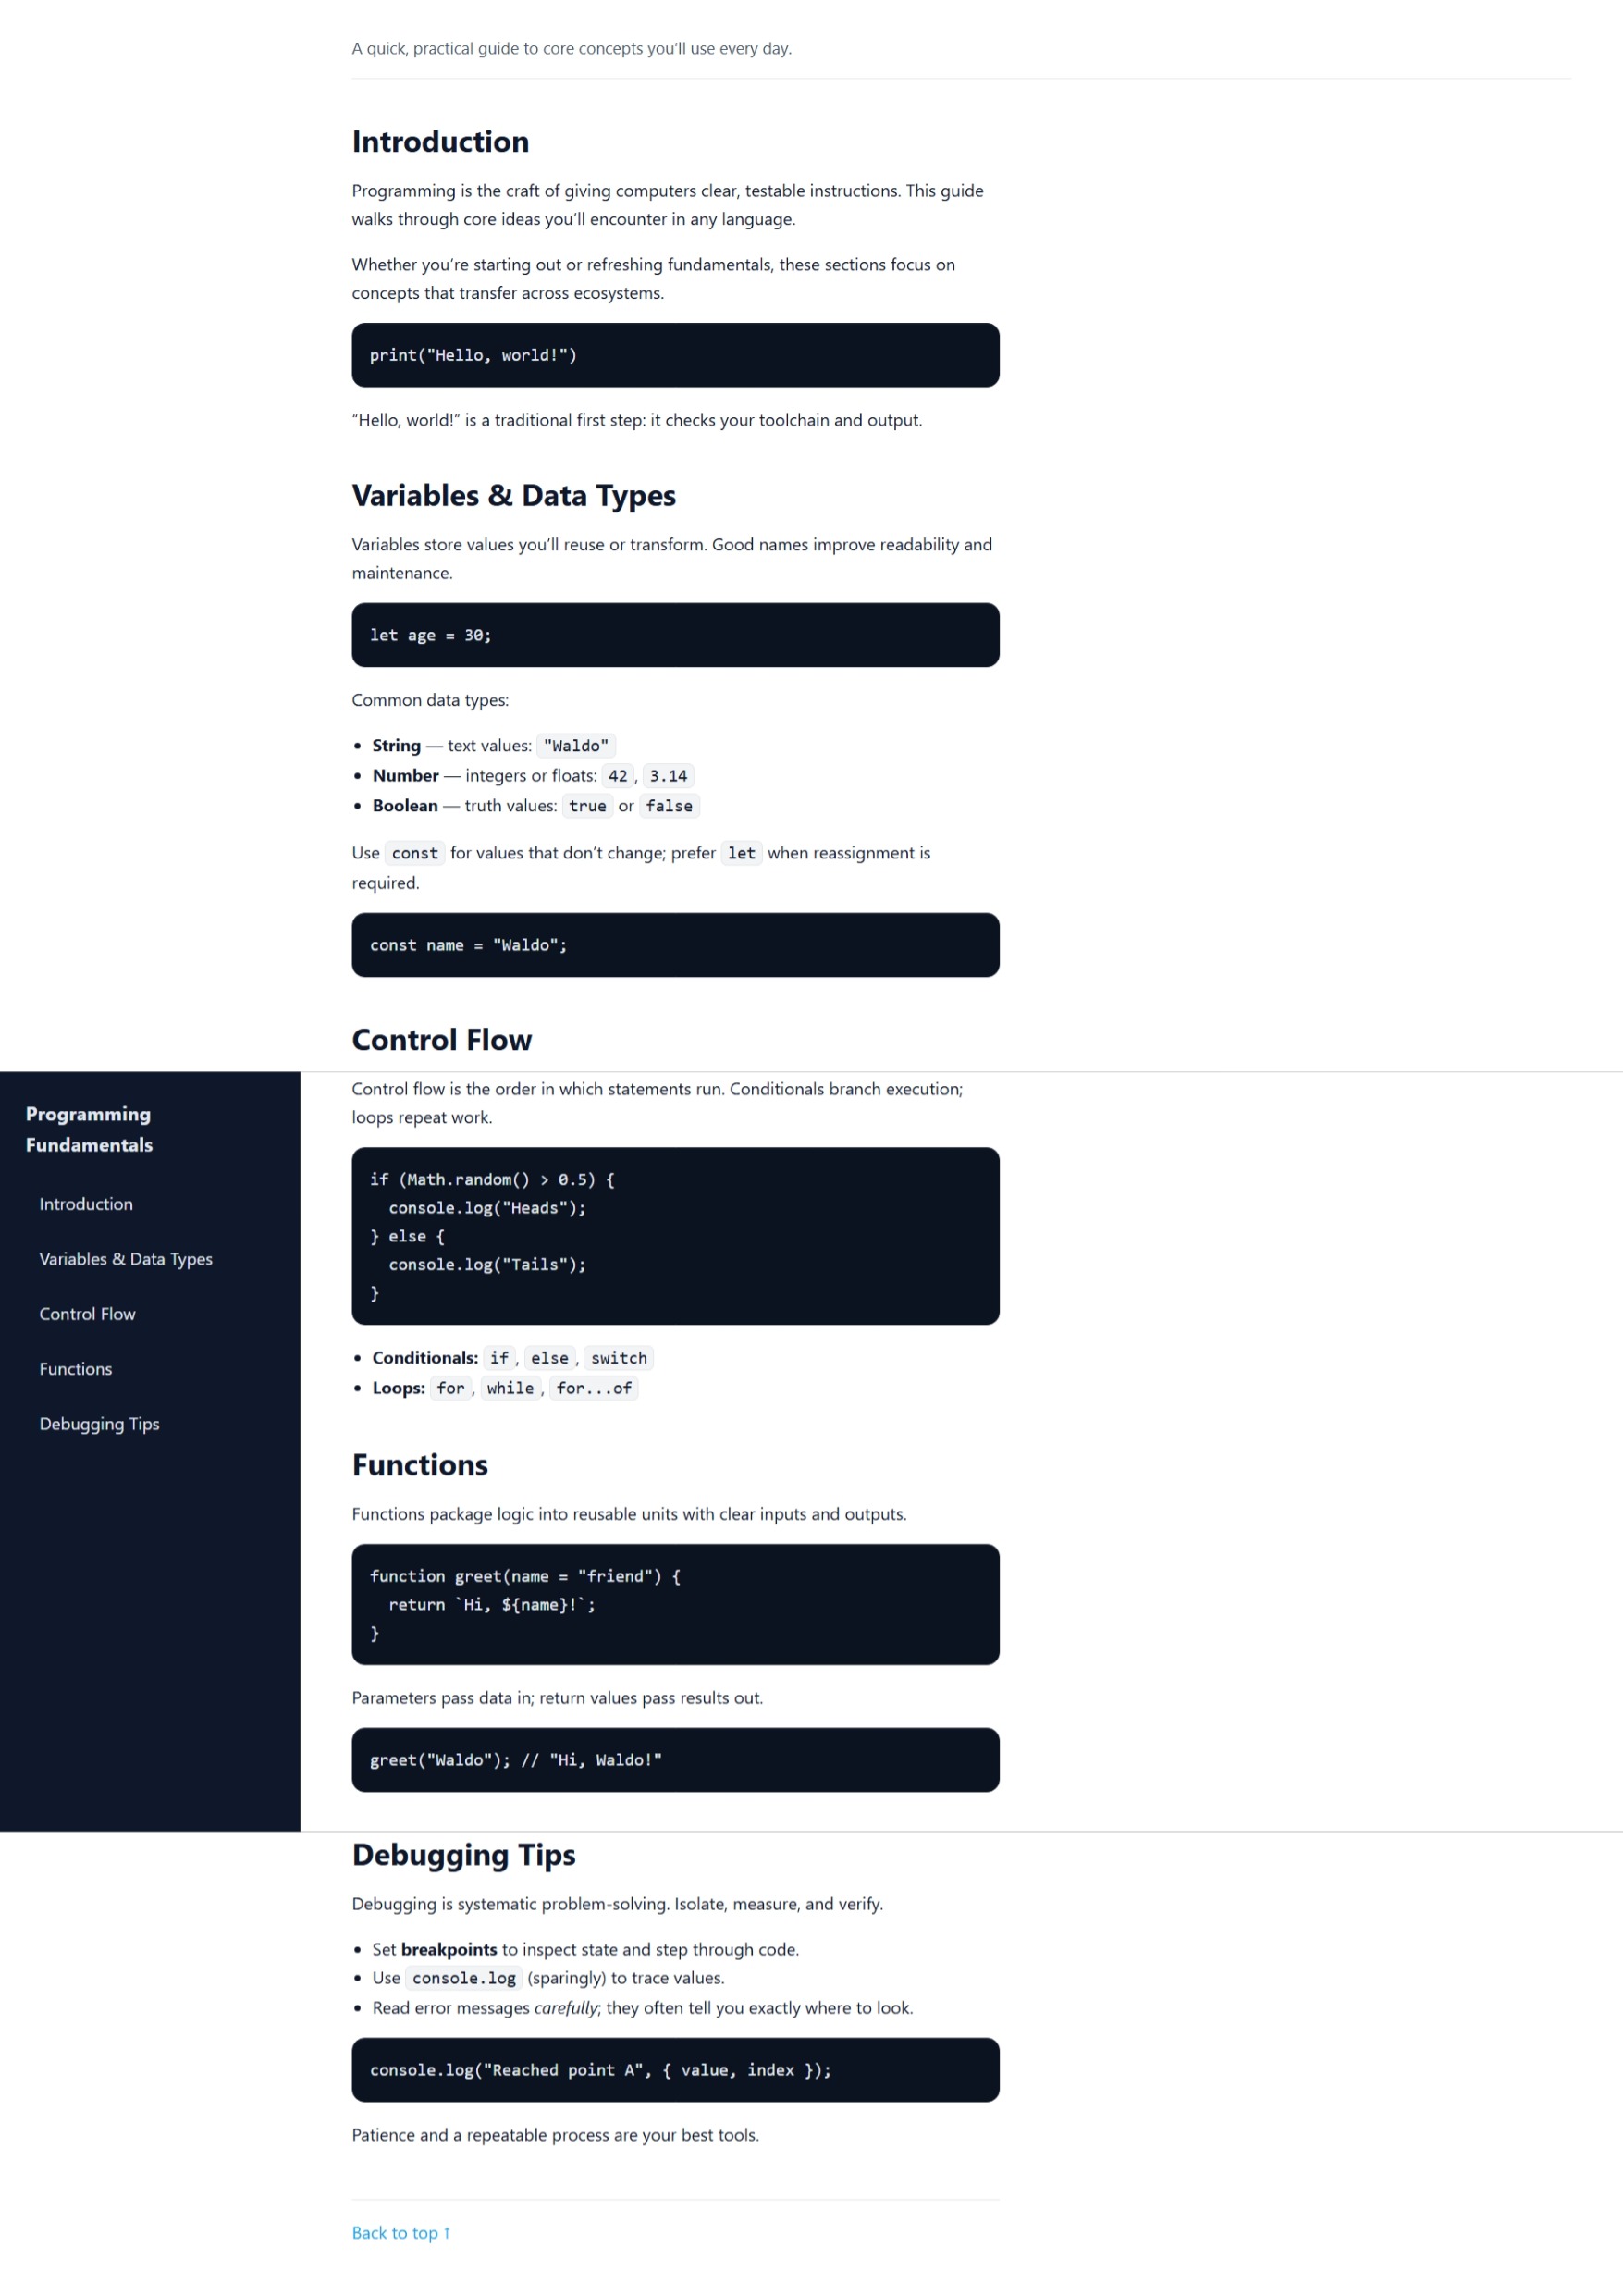 A quick, practical guide to core concepts you’ll use every day.
Introduction
Programming is the craft of giving computers clear, testable instructions. This guide
walks through core ideas you’ll encounter in any language.
Whether you’re starting out or refreshing fundamentals, these sections focus on
concepts that transfer across ecosystems.
print("Hello, world!")
“Hello, world!” is a traditional first step: it checks your toolchain and output.
Variables & Data Types
Variables store values you’ll reuse or transform. Good names improve readability and
maintenance.
let age = 30;
Common data types:
• String — text values: "Waldo"
• Number — integers or floats: 42, 3.14
• Boolean — truth values: true or false
Use const for values that don’t change; prefer let when reassignment is
required.
const name = "Waldo";
Control Flow
Programming
Fundamentals
Introduction
Variables & Data Types
Control Flow
Functions
Debugging Tips
Control flow is the order in which statements run. Conditionals branch execution;
loops repeat work.
if (Math.random() > 0.5) {
  console.log("Heads");
} else {
  console.log("Tails");
}
• Conditionals: if, else, switch
• Loops: for, while, for...of
Functions
Functions package logic into reusable units with clear inputs and outputs.
function greet(name = "friend") {
  return `Hi, ${name}!`;
}
Parameters pass data in; return values pass results out.
greet("Waldo"); // "Hi, Waldo!"
Debugging Tips
Debugging is systematic problem-solving. Isolate, measure, and verify.
• Set breakpoints to inspect state and step through code.
• Use console.log (sparingly) to trace values.
• Read error messages carefully; they often tell you exactly where to look.
console.log("Reached point A", { value, index });
Patience and a repeatable process are your best tools.
Back to top ↑